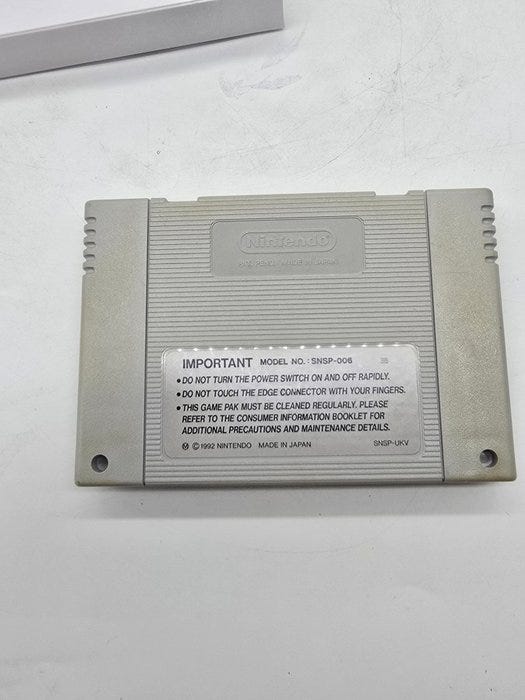 Nintendo
PAT. PEND. MADE IN JAPAN
IMPORTANT MODEL NO. : SNSP-006
• DO NOT TURN THE POWER SWITCH ON AND OFF RAPIDLY.
• DO NOT TOUCH THE EDGE CONNECTOR WITH YOUR FINGERS.
• THIS GAME PAK MUST BE CLEANED REGULARLY. PLEASE
REFER TO THE CONSUMER INFORMATION BOOKLET FOR
ADDITIONAL PRECAUTIONS AND MAINTENANCE DETAILS.
Ⓜ ©1992 NINTENDO MADE IN JAPAN SNSP-UKV